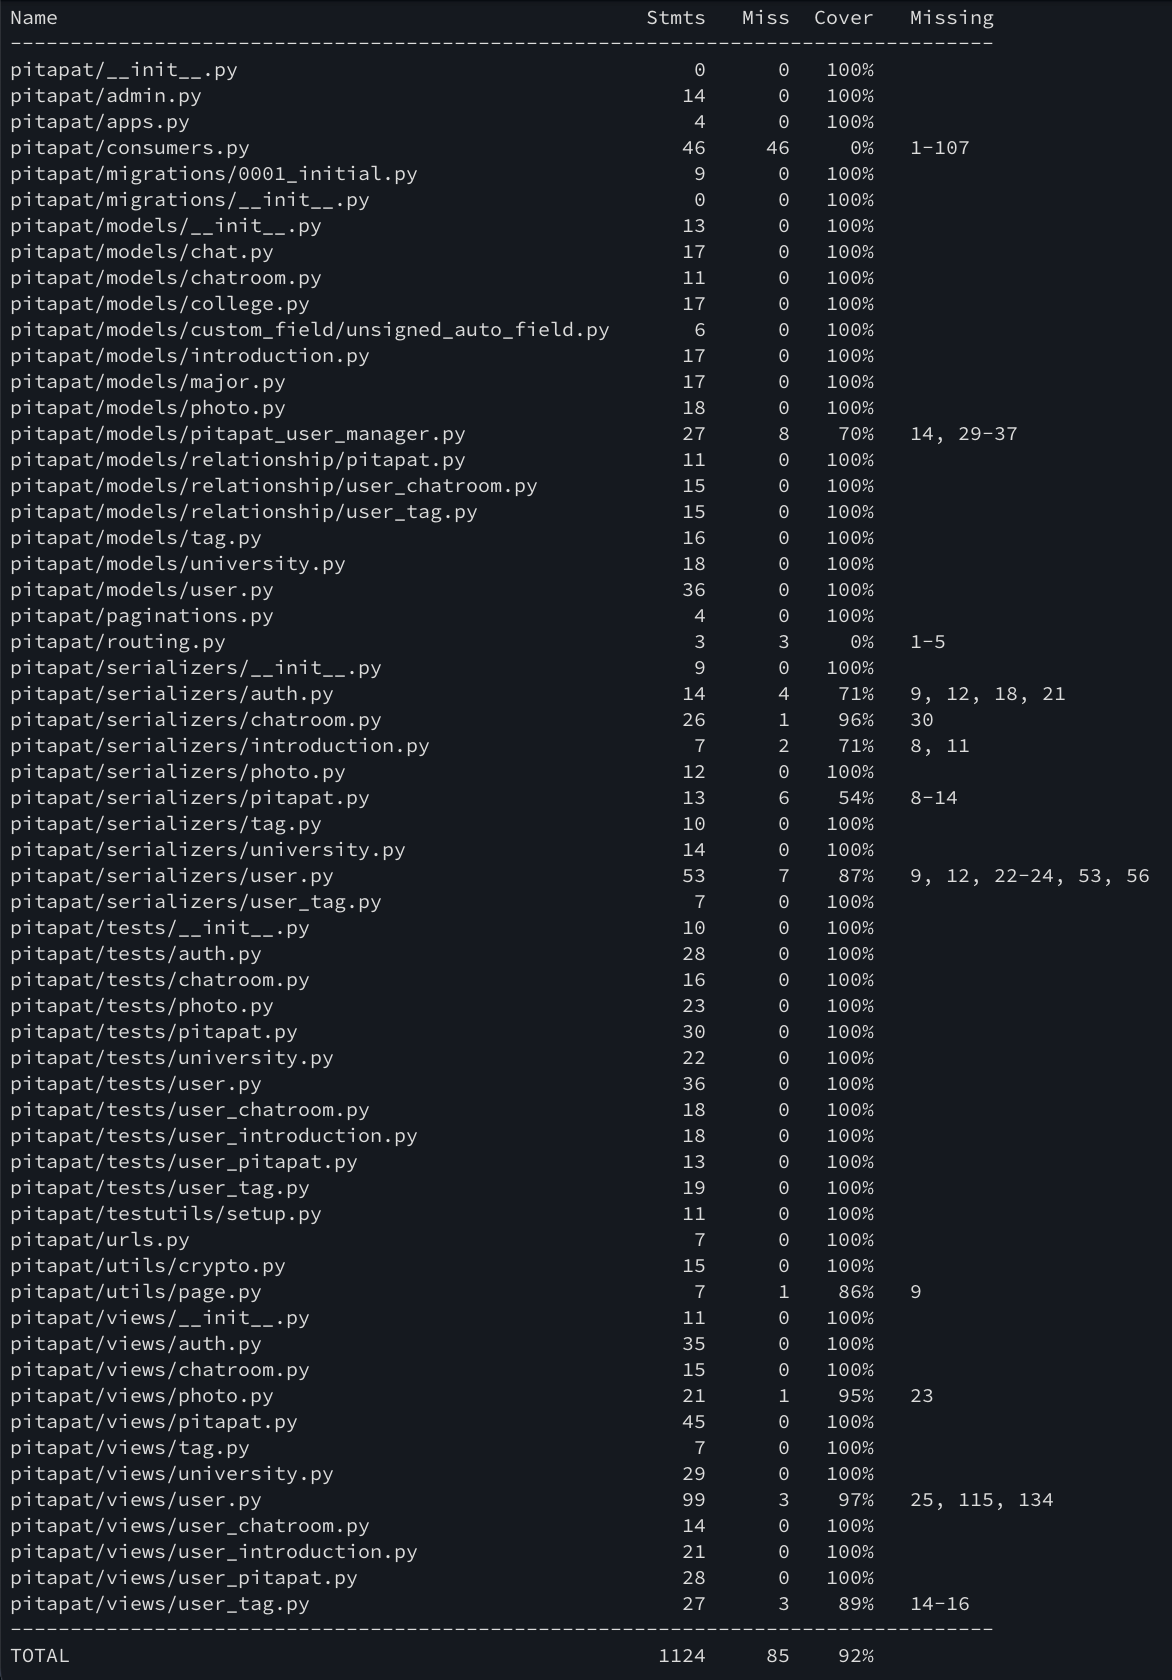 Name Stmts Miss Cover Missing
-----------------------------------------------------------------------------------
pitapat/__init__.py 0 0 100%
pitapat/admin.py 14 0 100%
pitapat/apps.py 4 0 100%
pitapat/consumers.py 46 46 0% 1-107
pitapat/migrations/0001_initial.py 9 0 100%
pitapat/migrations/__init__.py 0 0 100%
pitapat/models/__init__.py 13 0 100%
pitapat/models/chat.py 17 0 100%
pitapat/models/chatroom.py 11 0 100%
pitapat/models/college.py 17 0 100%
pitapat/models/custom_field/unsigned_auto_field.py 6 0 100%
pitapat/models/introduction.py 17 0 100%
pitapat/models/major.py 17 0 100%
pitapat/models/photo.py 18 0 100%
pitapat/models/pitapat_user_manager.py 27 8 70% 14, 29-37
pitapat/models/relationship/pitapat.py 11 0 100%
pitapat/models/relationship/user_chatroom.py 15 0 100%
pitapat/models/relationship/user_tag.py 15 0 100%
pitapat/models/tag.py 16 0 100%
pitapat/models/university.py 18 0 100%
pitapat/models/user.py 36 0 100%
pitapat/paginations.py 4 0 100%
pitapat/routing.py 3 3 0% 1-5
pitapat/serializers/__init__.py 9 0 100%
pitapat/serializers/auth.py 14 4 71% 9, 12, 18, 21
pitapat/serializers/chatroom.py 26 1 96% 30
pitapat/serializers/introduction.py 7 2 71% 8, 11
pitapat/serializers/photo.py 12 0 100%
pitapat/serializers/pitapat.py 13 6 54% 8-14
pitapat/serializers/tag.py 10 0 100%
pitapat/serializers/university.py 14 0 100%
pitapat/serializers/user.py 53 7 87% 9, 12, 22-24, 53, 56
pitapat/serializers/user_tag.py 7 0 100%
pitapat/tests/__init__.py 10 0 100%
pitapat/tests/auth.py 28 0 100%
pitapat/tests/chatroom.py 16 0 100%
pitapat/tests/photo.py 23 0 100%
pitapat/tests/pitapat.py 30 0 100%
pitapat/tests/university.py 22 0 100%
pitapat/tests/user.py 36 0 100%
pitapat/tests/user_chatroom.py 18 0 100%
pitapat/tests/user_introduction.py 18 0 100%
pitapat/tests/user_pitapat.py 13 0 100%
pitapat/tests/user_tag.py 19 0 100%
pitapat/testutils/setup.py 11 0 100%
pitapat/urls.py 7 0 100%
pitapat/utils/crypto.py 15 0 100%
pitapat/utils/page.py 7 1 86% 9
pitapat/views/__init__.py 11 0 100%
pitapat/views/auth.py 35 0 100%
pitapat/views/chatroom.py 15 0 100%
pitapat/views/photo.py 21 1 95% 23
pitapat/views/pitapat.py 45 0 100%
pitapat/views/tag.py 7 0 100%
pitapat/views/university.py 29 0 100%
pitapat/views/user.py 99 3 97% 25, 115, 134
pitapat/views/user_chatroom.py 14 0 100%
pitapat/views/user_introduction.py 21 0 100%
pitapat/views/user_pitapat.py 28 0 100%
pitapat/views/user_tag.py 27 3 89% 14-16
-----------------------------------------------------------------------------------
TOTAL 1124 85 92%